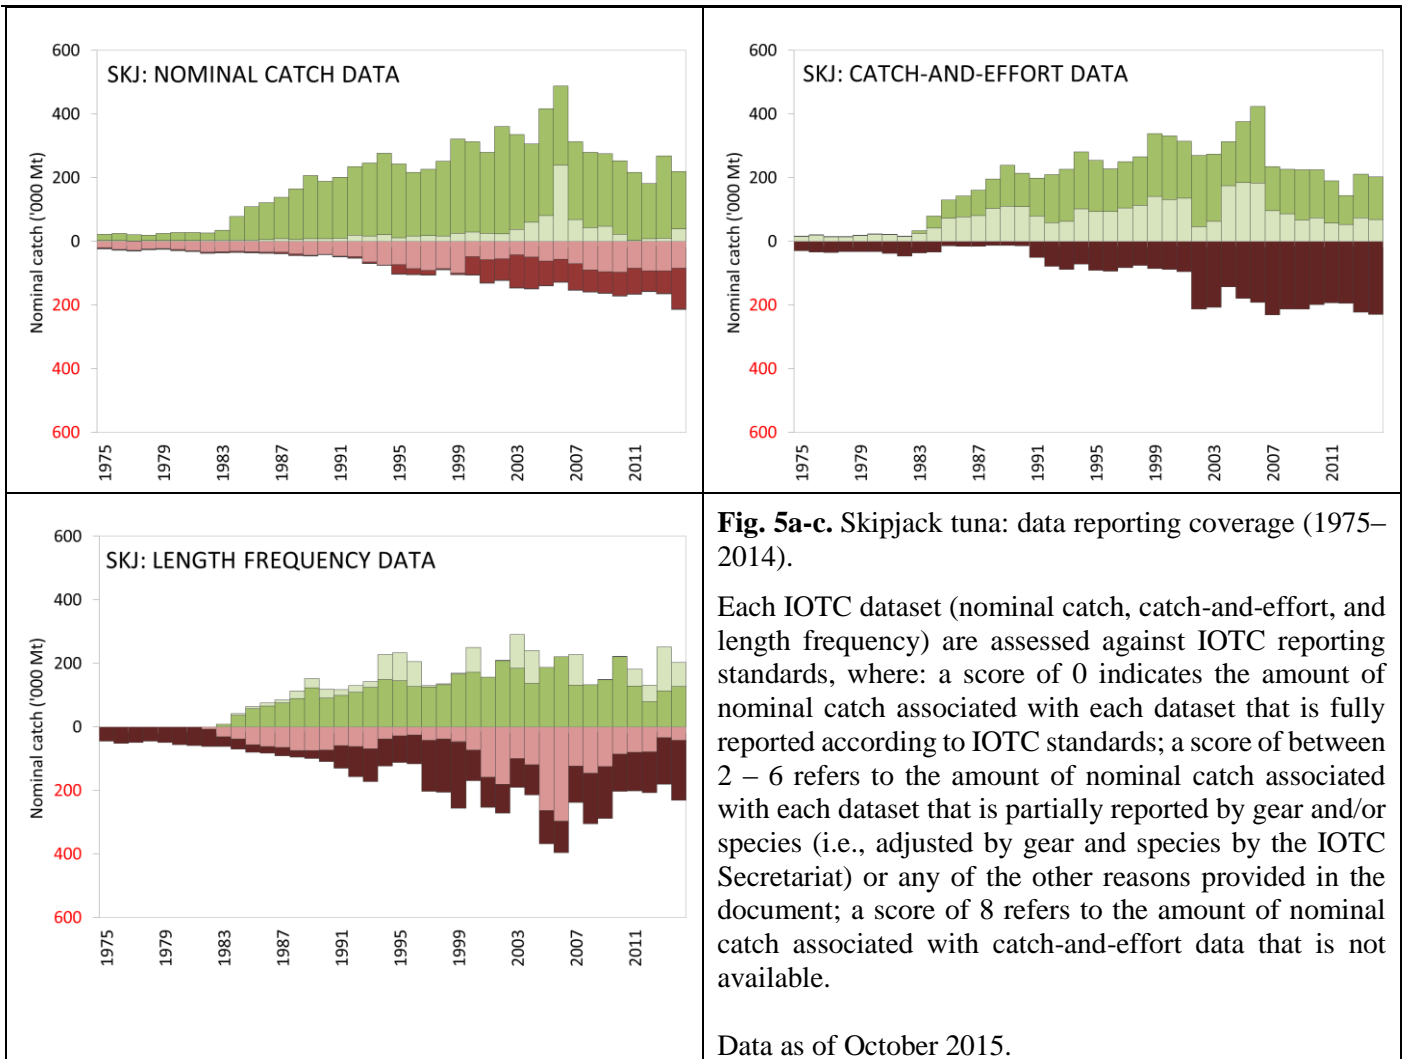 SKJ: NOMINAL CATCH DATA
Nominal catch ('000 Mt)
600
400
200
0
200
400
600
1975
1979
1983
1987
1991
1995
1999
2003
2007
2011
SKJ: CATCH-AND-EFFORT DATA
Nominal catch ('000 Mt)
600
400
200
0
200
400
600
1975
1979
1983
1987
1991
1995
1999
2003
2007
2011
SKJ: LENGTH FREQUENCY DATA
Nominal catch ('000 Mt)
600
400
200
0
200
400
600
1975
1979
1983
1987
1991
1995
1999
2003
2007
2011
Fig. 5a-c. Skipjack tuna: data reporting coverage (1975–
2014).
Each IOTC dataset (nominal catch, catch-and-effort, and
length frequency) are assessed against IOTC reporting
standards, where: a score of 0 indicates the amount of
nominal catch associated with each dataset that is fully
reported according to IOTC standards; a score of between
2 – 6 refers to the amount of nominal catch associated
with each dataset that is partially reported by gear and/or
species (i.e., adjusted by gear and species by the IOTC
Secretariat) or any of the other reasons provided in the
document; a score of 8 refers to the amount of nominal
catch associated with catch-and-effort data that is not
available.
Data as of October 2015.